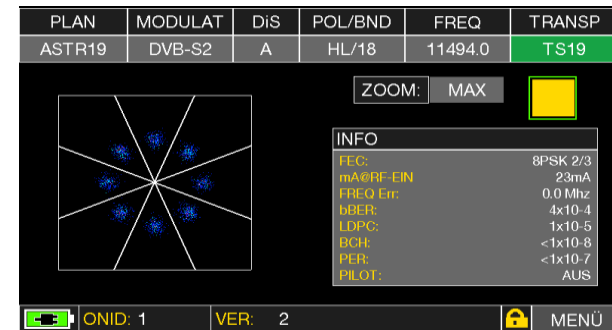 PLAN MODULAT DiS POL/BND FREQ TRANSP
ASTR19 DVB-S2 A HL/18 11494.0 TS19
ZOOM: MAX
INFO
FEC: 8PSK 2/3
mA@RF-EIN 23mA
FREQ Err: 0.0 Mhz
bBER: 4x10-4
LDPC: 1x10-5
BCH: <1x10-8
PER: <1x10-7
PILOT: AUS
ONID: 1 VER: 2 MENÜ